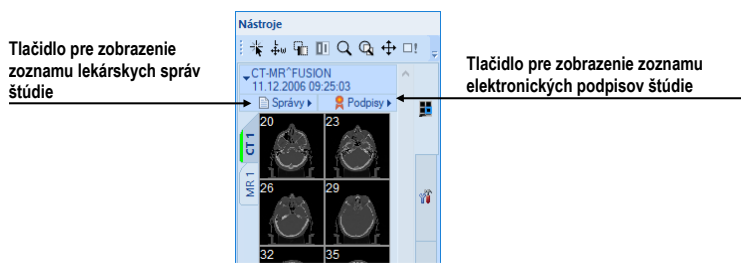 Nástroje
Tlačidlo pre zobrazenie
zoznamu lekárskych správ
štúdie
CT-MR^FUSION
11.12.2006 09:25:03
Správy
Podpisy
Tlačidlo pre zobrazenie zoznamu
elektronických podpisov štúdie
CT 1
MR 1
20
23
26
29
32
35